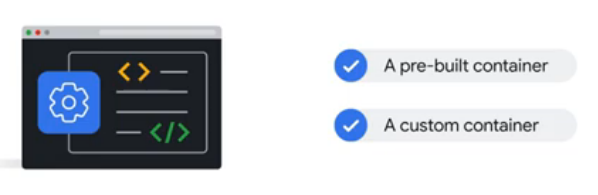 < >
</>
A pre-built container
A custom container